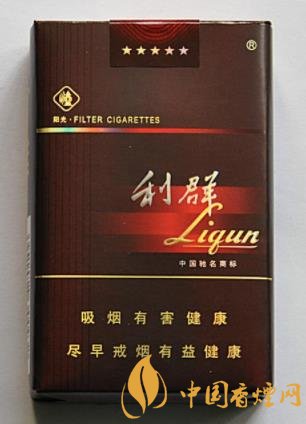 ★★★★★
®
阳光·FILTER CIGARETTES
利群
Liqun
中国驰名商标
吸烟有害健康
尽早戒烟有益健康
中国香烟网